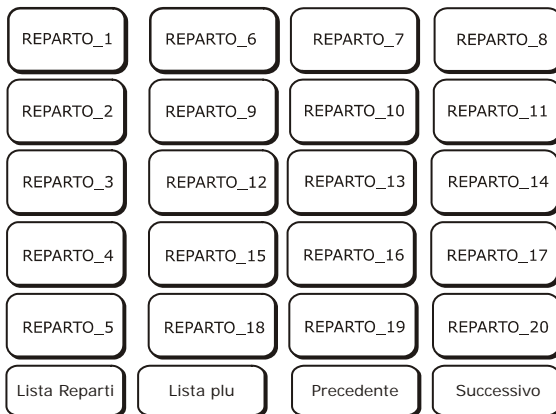 REPARTO_1 REPARTO_6 REPARTO_7 REPARTO_8
REPARTO_2 REPARTO_9 REPARTO_10 REPARTO_11
REPARTO_3 REPARTO_12 REPARTO_13 REPARTO_14
REPARTO_4 REPARTO_15 REPARTO_16 REPARTO_17
REPARTO_5 REPARTO_18 REPARTO_19 REPARTO_20
Lista Reparti Lista plu Precedente Successivo